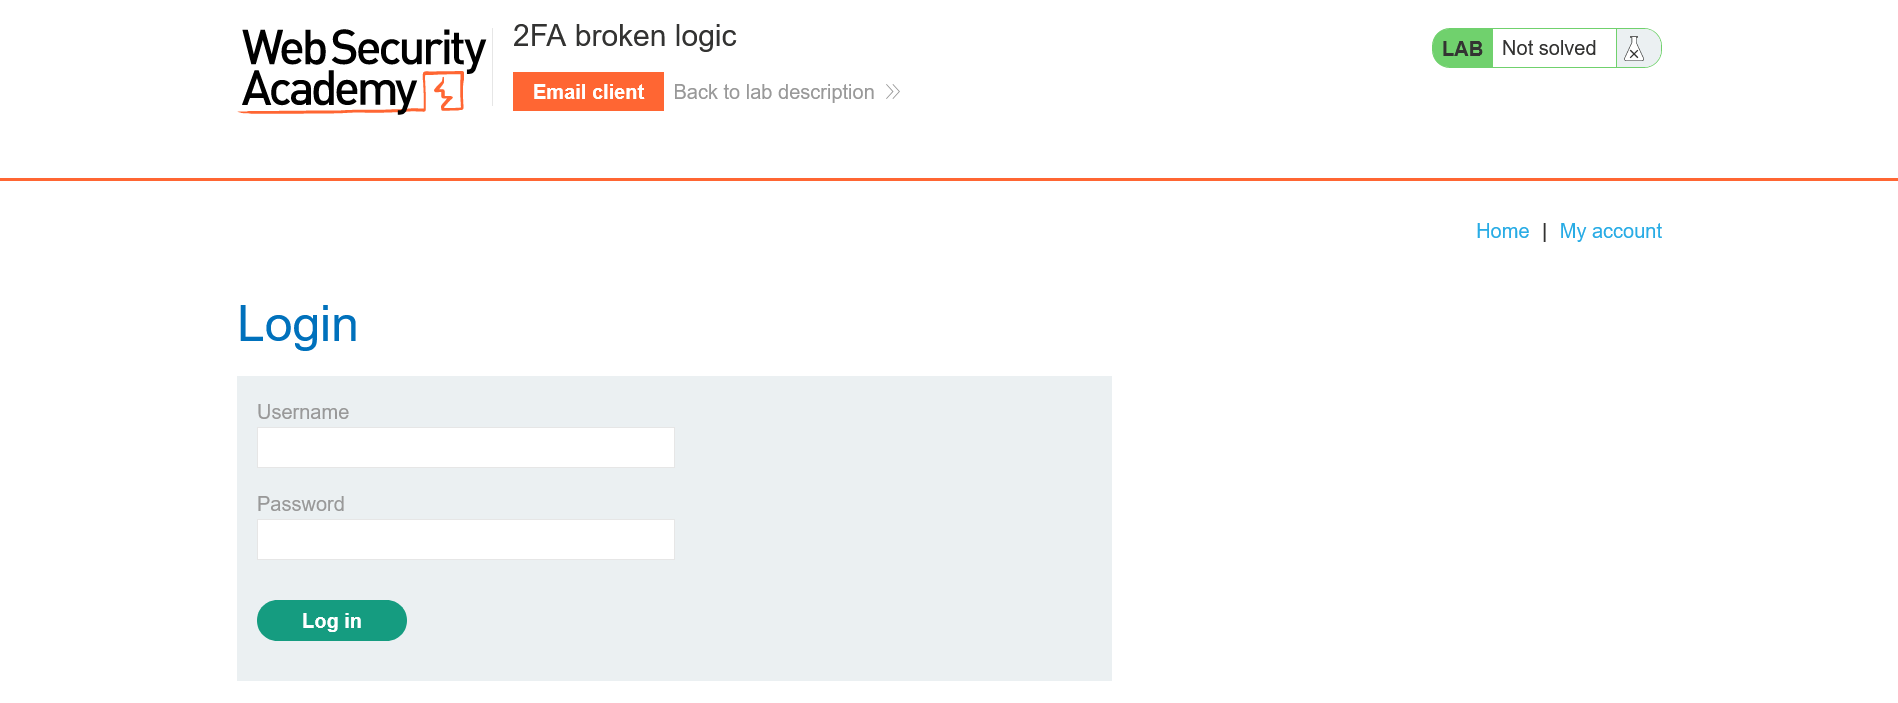 Web Security
Academy
2FA broken logic
Email client
Back to lab description
LAB
Not solved
Home | My account
Login
Username
Password
Log in